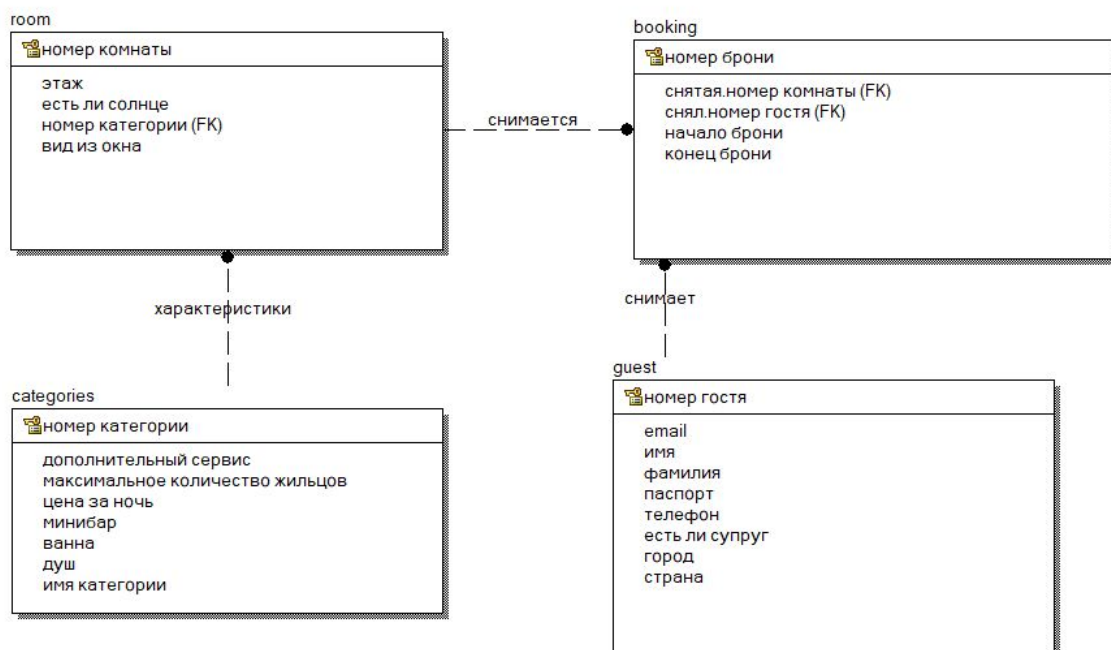 room
номер комнаты
этаж
есть ли солнце
номер категории (FK)
вид из окна
снимается
booking
номер брони
снятая.номер комнаты (FK)
снял.номер гостя (FK)
начало брони
конец брони
характеристики
снимает
categories
номер категории
дополнительный сервис
максимальное количество жильцов
цена за ночь
минибар
ванна
душ
имя категории
guest
номер гостя
email
имя
фамилия
паспорт
телефон
есть ли супруг
город
страна